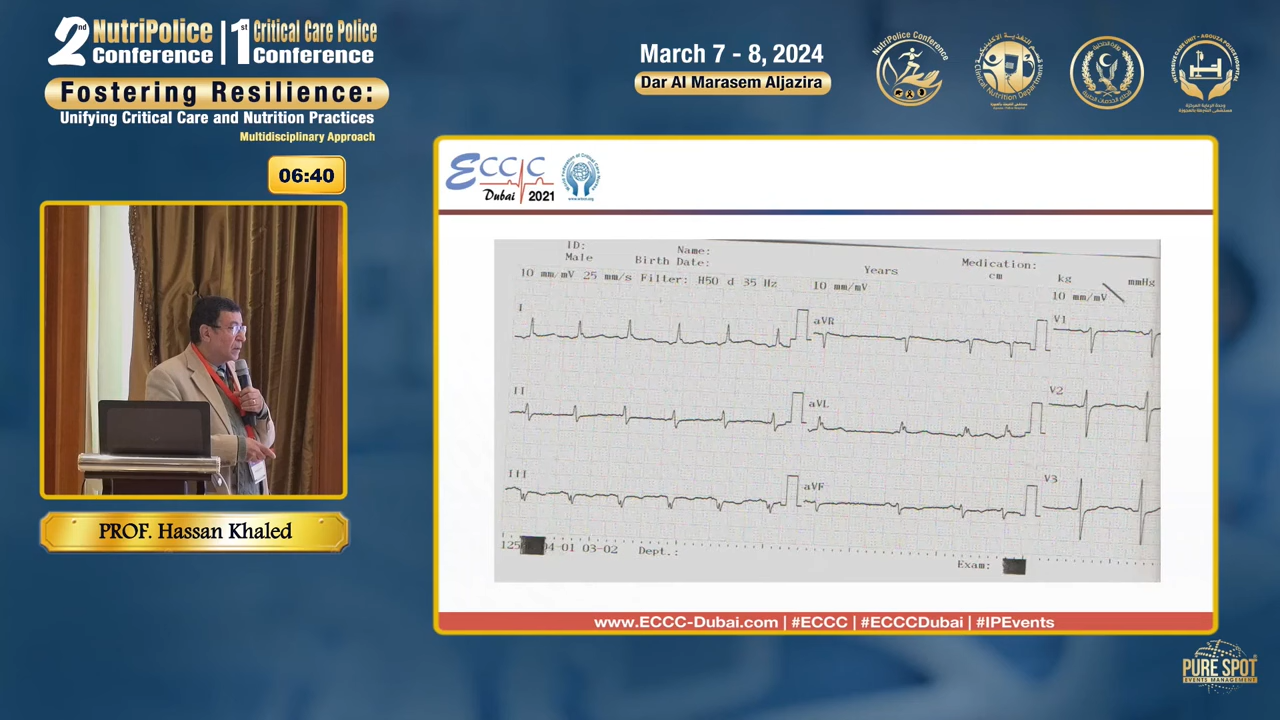 2nd NutriPolice Conference | 1st Critical Care Police Conference
Fostering Resilience:
Unifying Critical Care and Nutrition Practices
Multidisciplinary Approach
March 7 - 8, 2024
Dar Al Marasem Aljazira
NutriPolice Conference
06:40
PROF. Hassan Khaled
ECCC
Dubai 2021
ID:
Name:
Medication:
Male
Birth Date:
Years
cm
kg
mmHg
10 mm/mV 25 mm/s Filter: H50 d 35 Hz
10 mm/mV
10 mm/mV
I
aVR
V1
II
aVL
V2
III
aVF
V3
04-01 03-02
Dept.:
Exam:
www.ECCC-Dubai.com | #ECCC | #ECCCDubai | #IPEvents
PURE SPOT
EVENTS MANAGEMENT